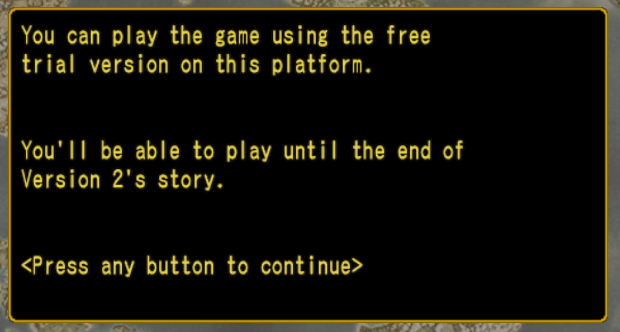 You can play the game using the free
trial version on this platform.
You'll be able to play until the end of
Version 2's story.
<Press any button to continue>